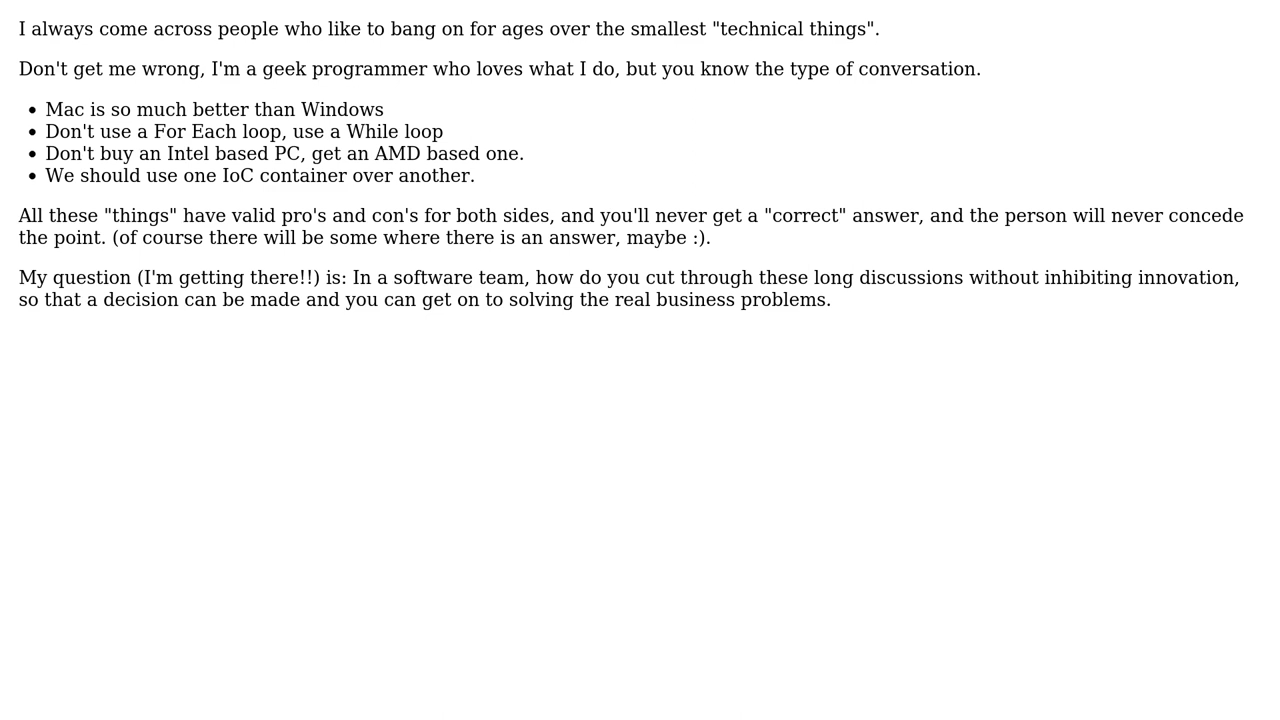 I always come across people who like to bang on for ages over the smallest "technical things".
Don't get me wrong, I'm a geek programmer who loves what I do, but you know the type of conversation.
• Mac is so much better than Windows
• Don't use a For Each loop, use a While loop
• Don't buy an Intel based PC, get an AMD based one.
• We should use one IoC container over another.
All these "things" have valid pro's and con's for both sides, and you'll never get a "correct" answer, and the person will never concede
the point. (of course there will be some where there is an answer, maybe :).
My question (I'm getting there!!) is: In a software team, how do you cut through these long discussions without inhibiting innovation,
so that a decision can be made and you can get on to solving the real business problems.